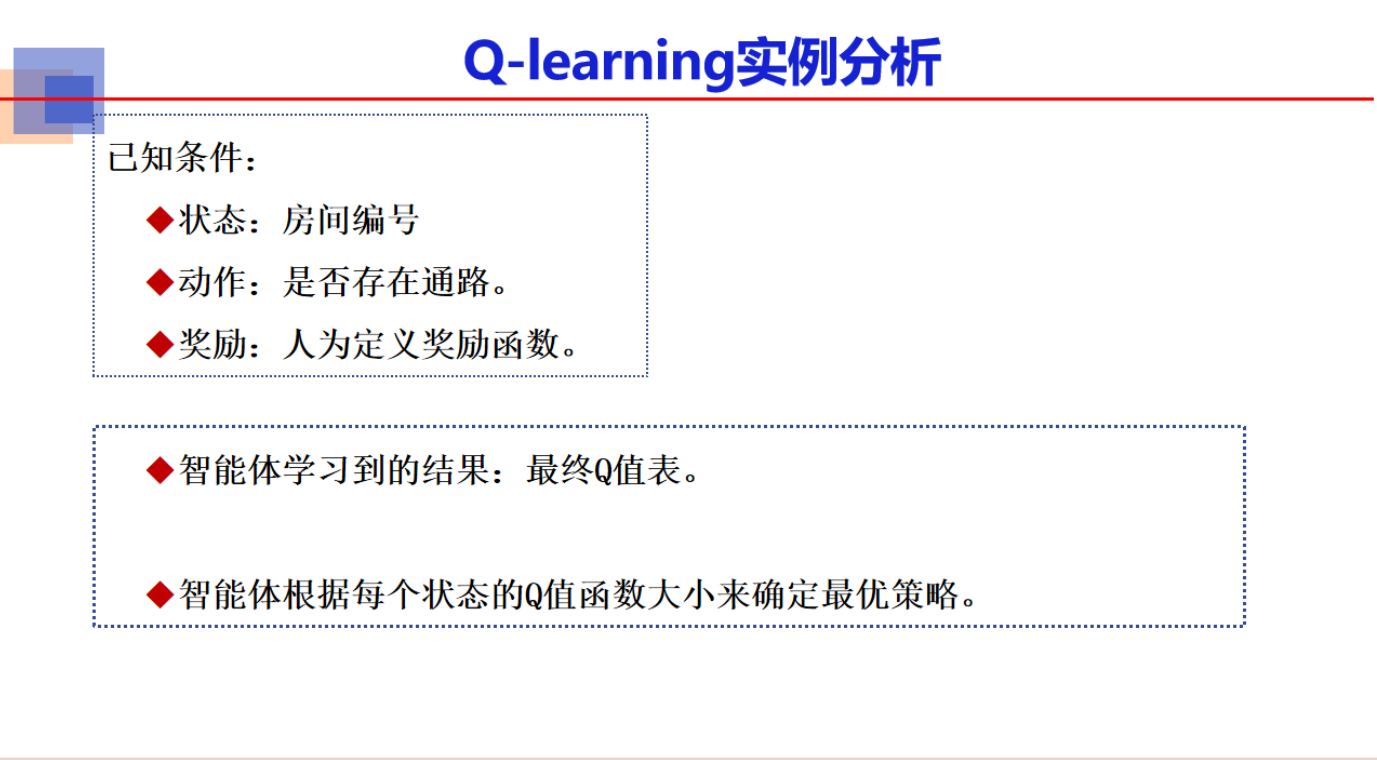 Q-learning实例分析
已知条件：
◆状态：房间编号
◆动作：是否存在通路。
◆奖励：人为定义奖励函数。
◆智能体学习到的结果：最终Q值表。
◆智能体根据每个状态的Q值函数大小来确定最优策略。